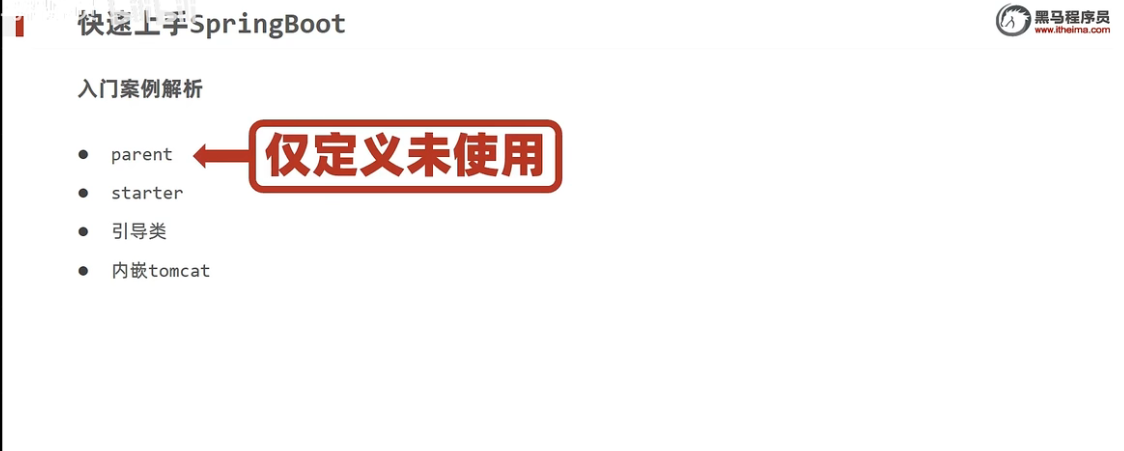 快速上手SpringBoot
黑马程序员
www.itheima.com
入门案例解析
parent
仅定义未使用
starter
引导类
内嵌tomcat